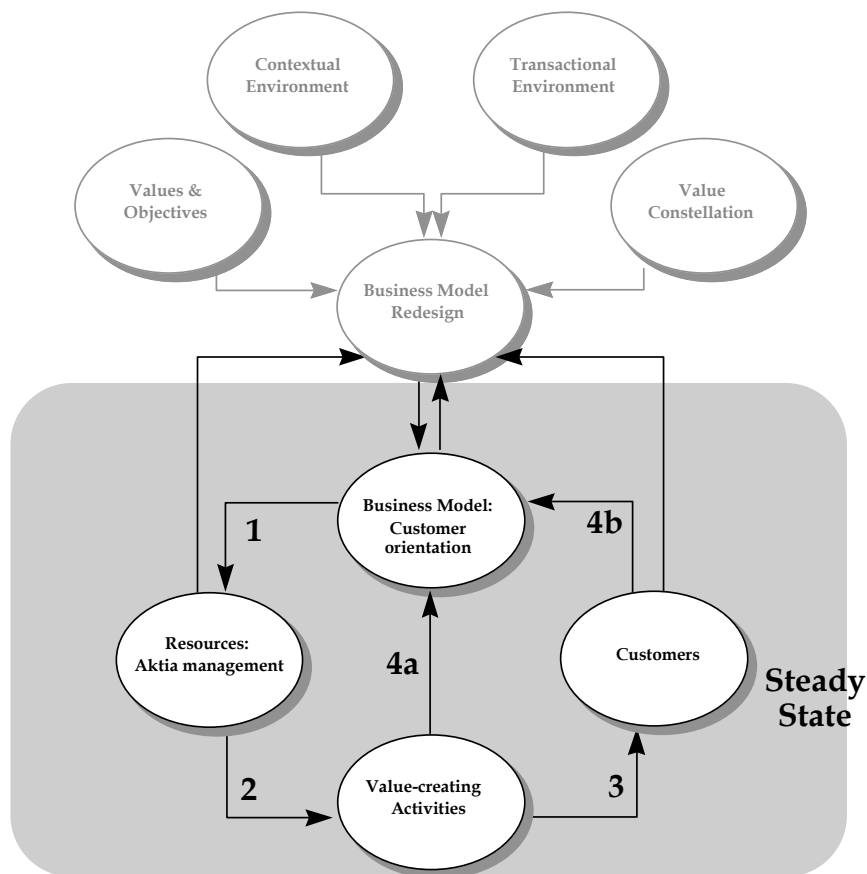 Contextual
Environment
Transactional
Environment
Values &
Objectives
Value
Constellation
Business Model
Redesign
Business Model:
Customer
orientation
1
4b
Resources:
Aktia management
4a
Customers
Steady
State
2
Value-creating
Activities
3